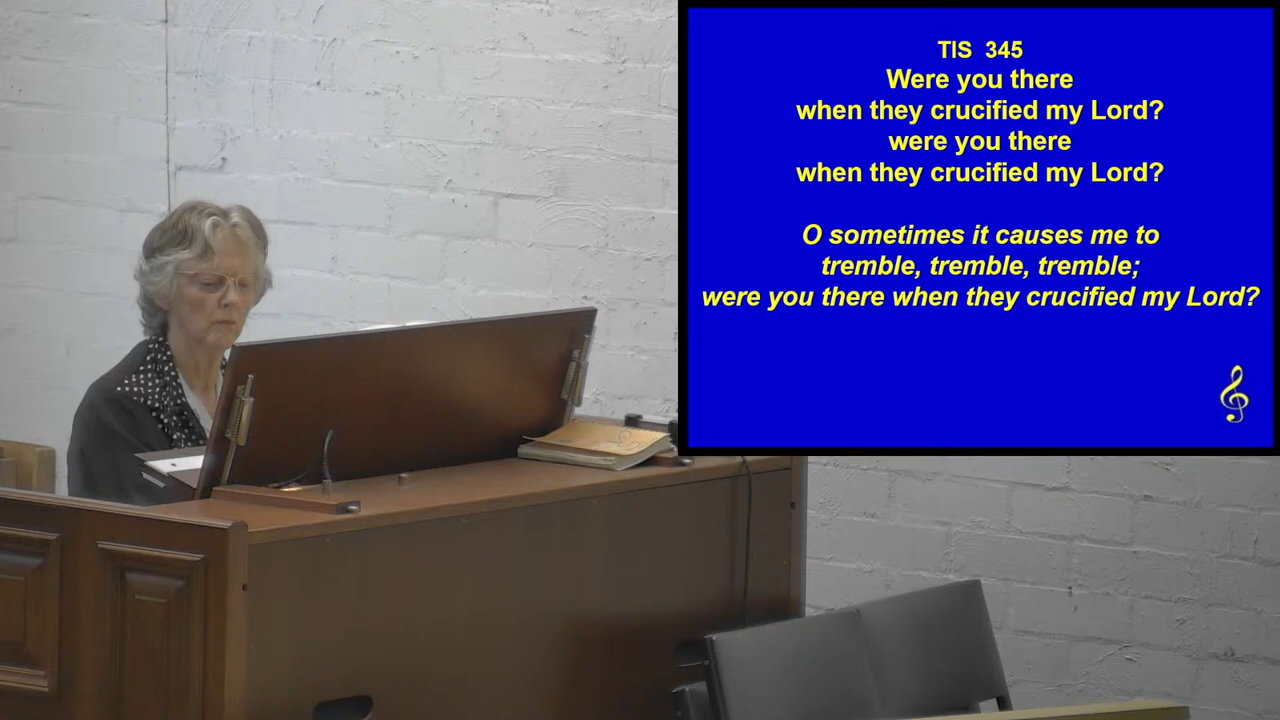 TIS 345
Were you there
when they crucified my Lord?
were you there
when they crucified my Lord?
O sometimes it causes me to
tremble, tremble, tremble;
were you there when they crucified my Lord?